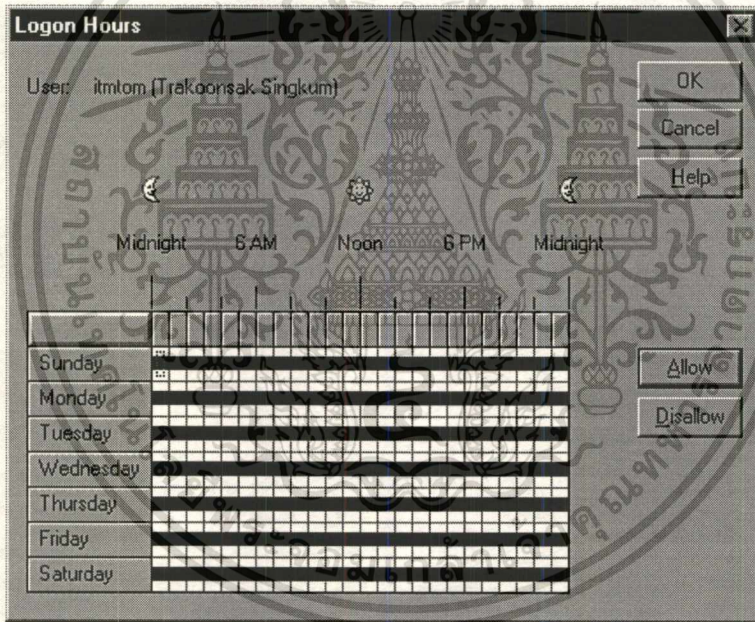 Logon Hours
User: itmtom (Trakoonsak Singkum)
OK
Cancel
Help
Midnight 6 AM Noon 6 PM Midnight
Sunday
Monday
Tuesday
Wednesday
Thursday
Friday
Saturday
Allow
Disallow